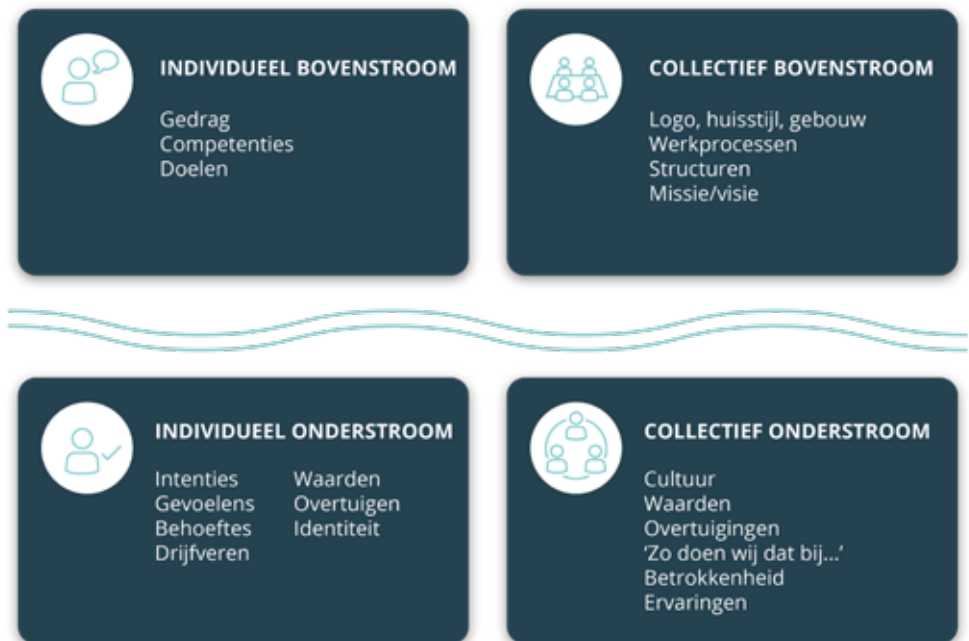 INDIVIDUEEL BOVENSTROOM
Gedrag
Competenties
Doelen
COLLECTIEF BOVENSTROOM
Logo, huisstijl, gebouw
Werkprocessen
Structuren
Missie/visie
INDIVIDUEEL ONDERSTROOM
Intenties
Gevoelens
Behoeftes
Drijfveren
Waarden
Overtuigen
Identiteit
COLLECTIEF ONDERSTROOM
Cultuur
Waarden
Overtuigingen
‘Zo doen wij dat bij...’
Betrokkenheid
Ervaringen